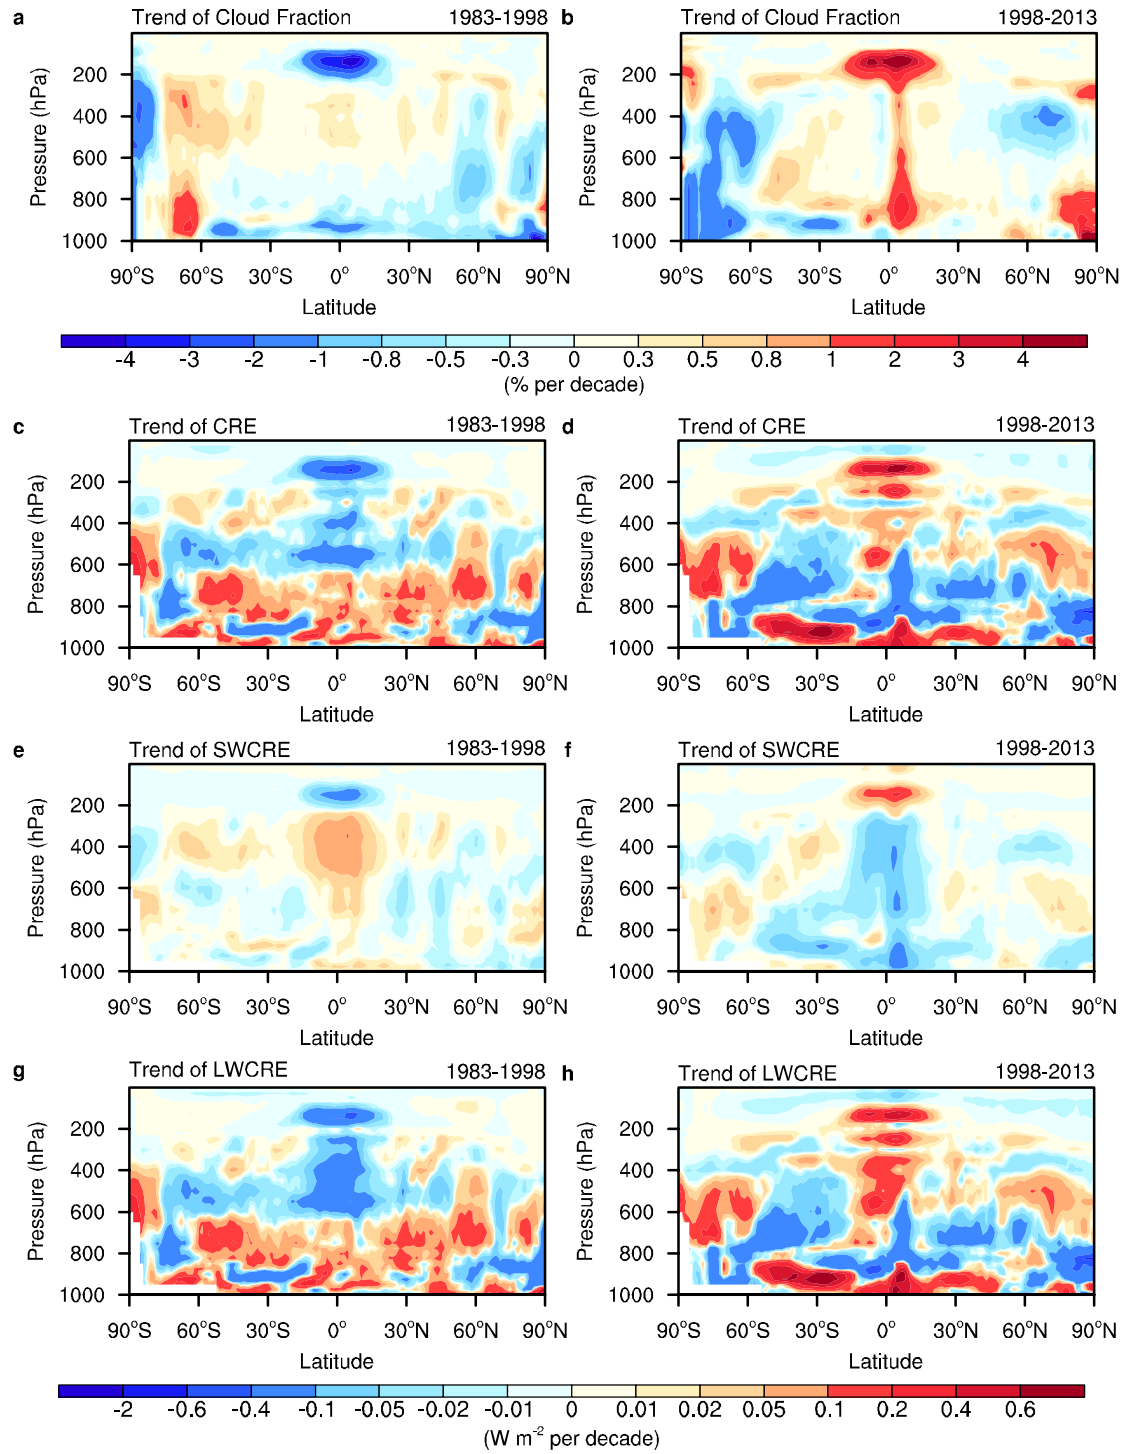 a Trend of Cloud Fraction 1983-1998
b Trend of Cloud Fraction 1998-2013
Pressure (hPa)
200
400
600
800
1000
90°S 60°S 30°S 0° 30°N 60°N 90°N
Latitude
Pressure (hPa)
200
400
600
800
1000
90°S 60°S 30°S 0° 30°N 60°N 90°N
Latitude
-4 -3 -2 -1 -0.8 -0.5 -0.3 0 0.3 0.5 0.8 1 2 3 4
(% per decade)
c Trend of CRE 1983-1998
d Trend of CRE 1998-2013
Pressure (hPa)
200
400
600
800
1000
90°S 60°S 30°S 0° 30°N 60°N 90°N
Latitude
Pressure (hPa)
200
400
600
800
1000
90°S 60°S 30°S 0° 30°N 60°N 90°N
Latitude
e Trend of SWCRE 1983-1998
f Trend of SWCRE 1998-2013
Pressure (hPa)
200
400
600
800
1000
90°S 60°S 30°S 0° 30°N 60°N 90°N
Latitude
Pressure (hPa)
200
400
600
800
1000
90°S 60°S 30°S 0° 30°N 60°N 90°N
Latitude
g Trend of LWCRE 1983-1998
h Trend of LWCRE 1998-2013
Pressure (hPa)
200
400
600
800
1000
90°S 60°S 30°S 0° 30°N 60°N 90°N
Latitude
Pressure (hPa)
200
400
600
800
1000
90°S 60°S 30°S 0° 30°N 60°N 90°N
Latitude
-2 -0.6 -0.4 -0.1 -0.05 -0.02 -0.01 0 0.01 0.02 0.05 0.1 0.2 0.4 0.6
(W m⁻² per decade)